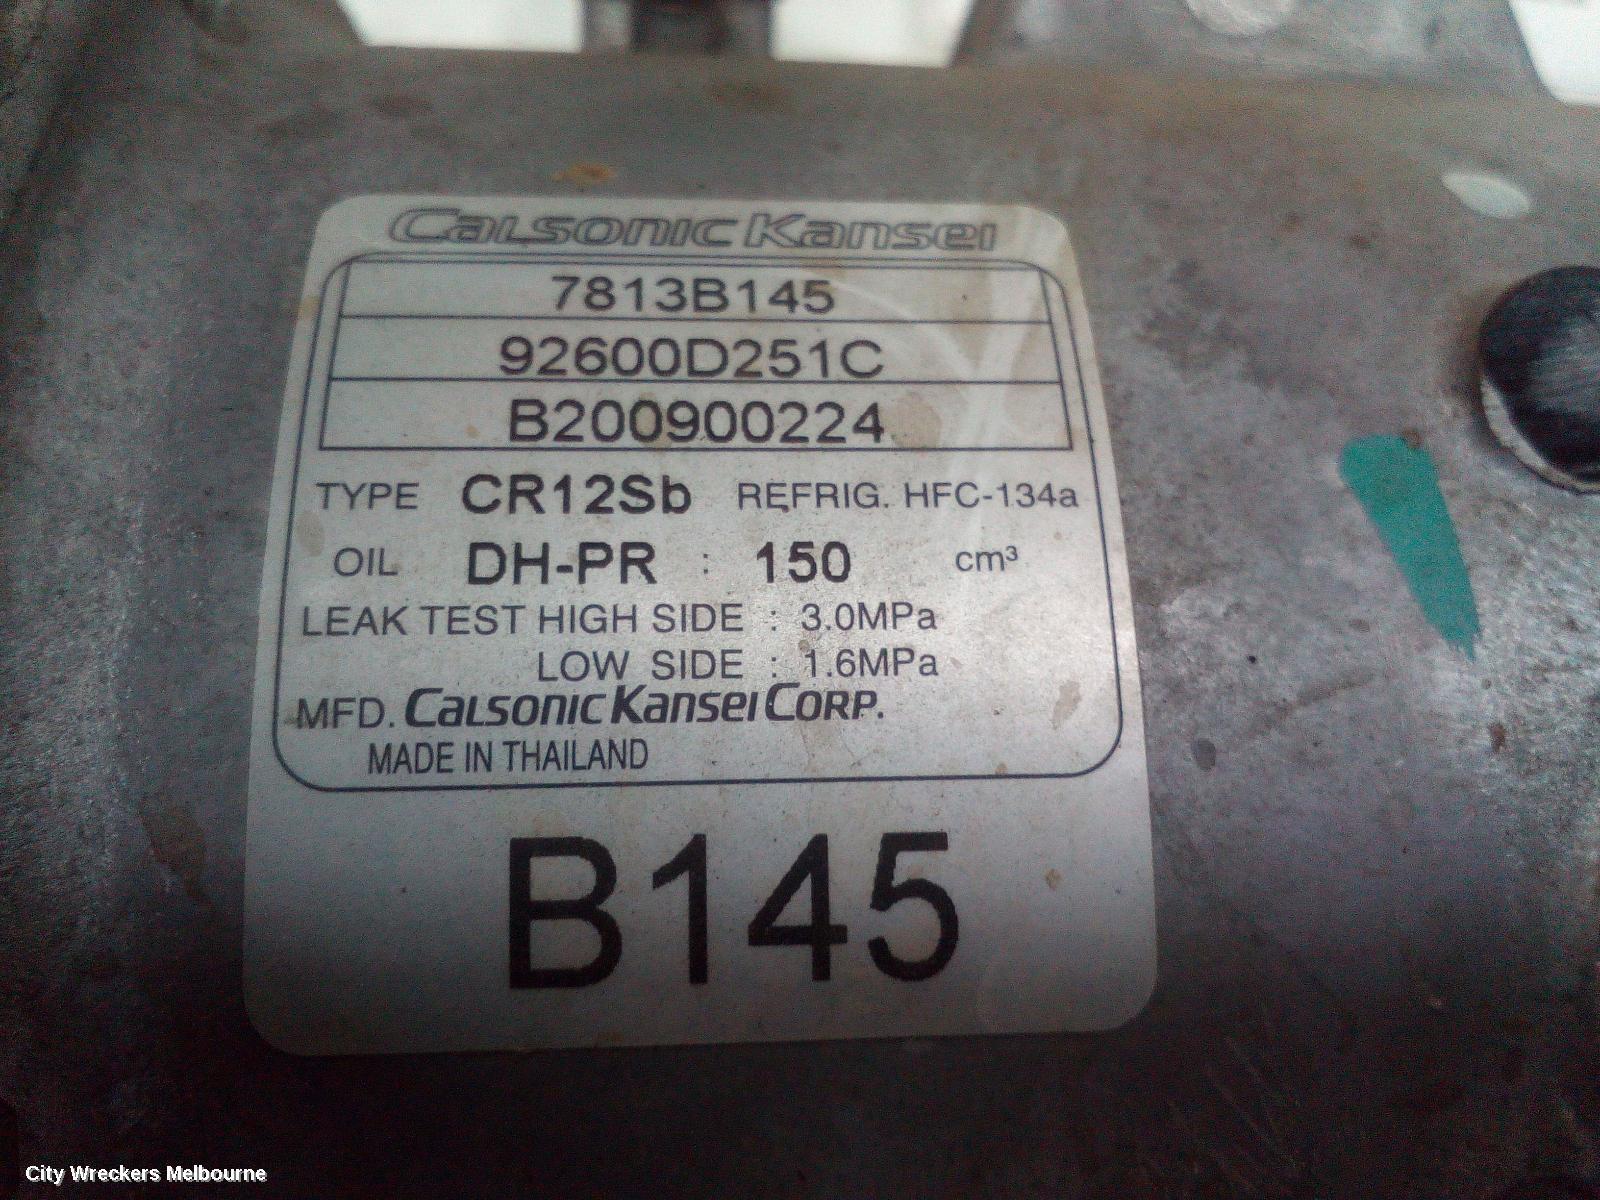 Calsonic Kansei
7813B145
92600D251C
B200900224
TYPE CR12Sb REFRIG. HFC-134a
OIL DH-PR : 150 cm³
LEAK TEST HIGH SIDE : 3.0MPa
LOW SIDE : 1.6MPa
MFD. Calsonic Kansei Corp.
MADE IN THAILAND
B145
City Wreckers Melbourne